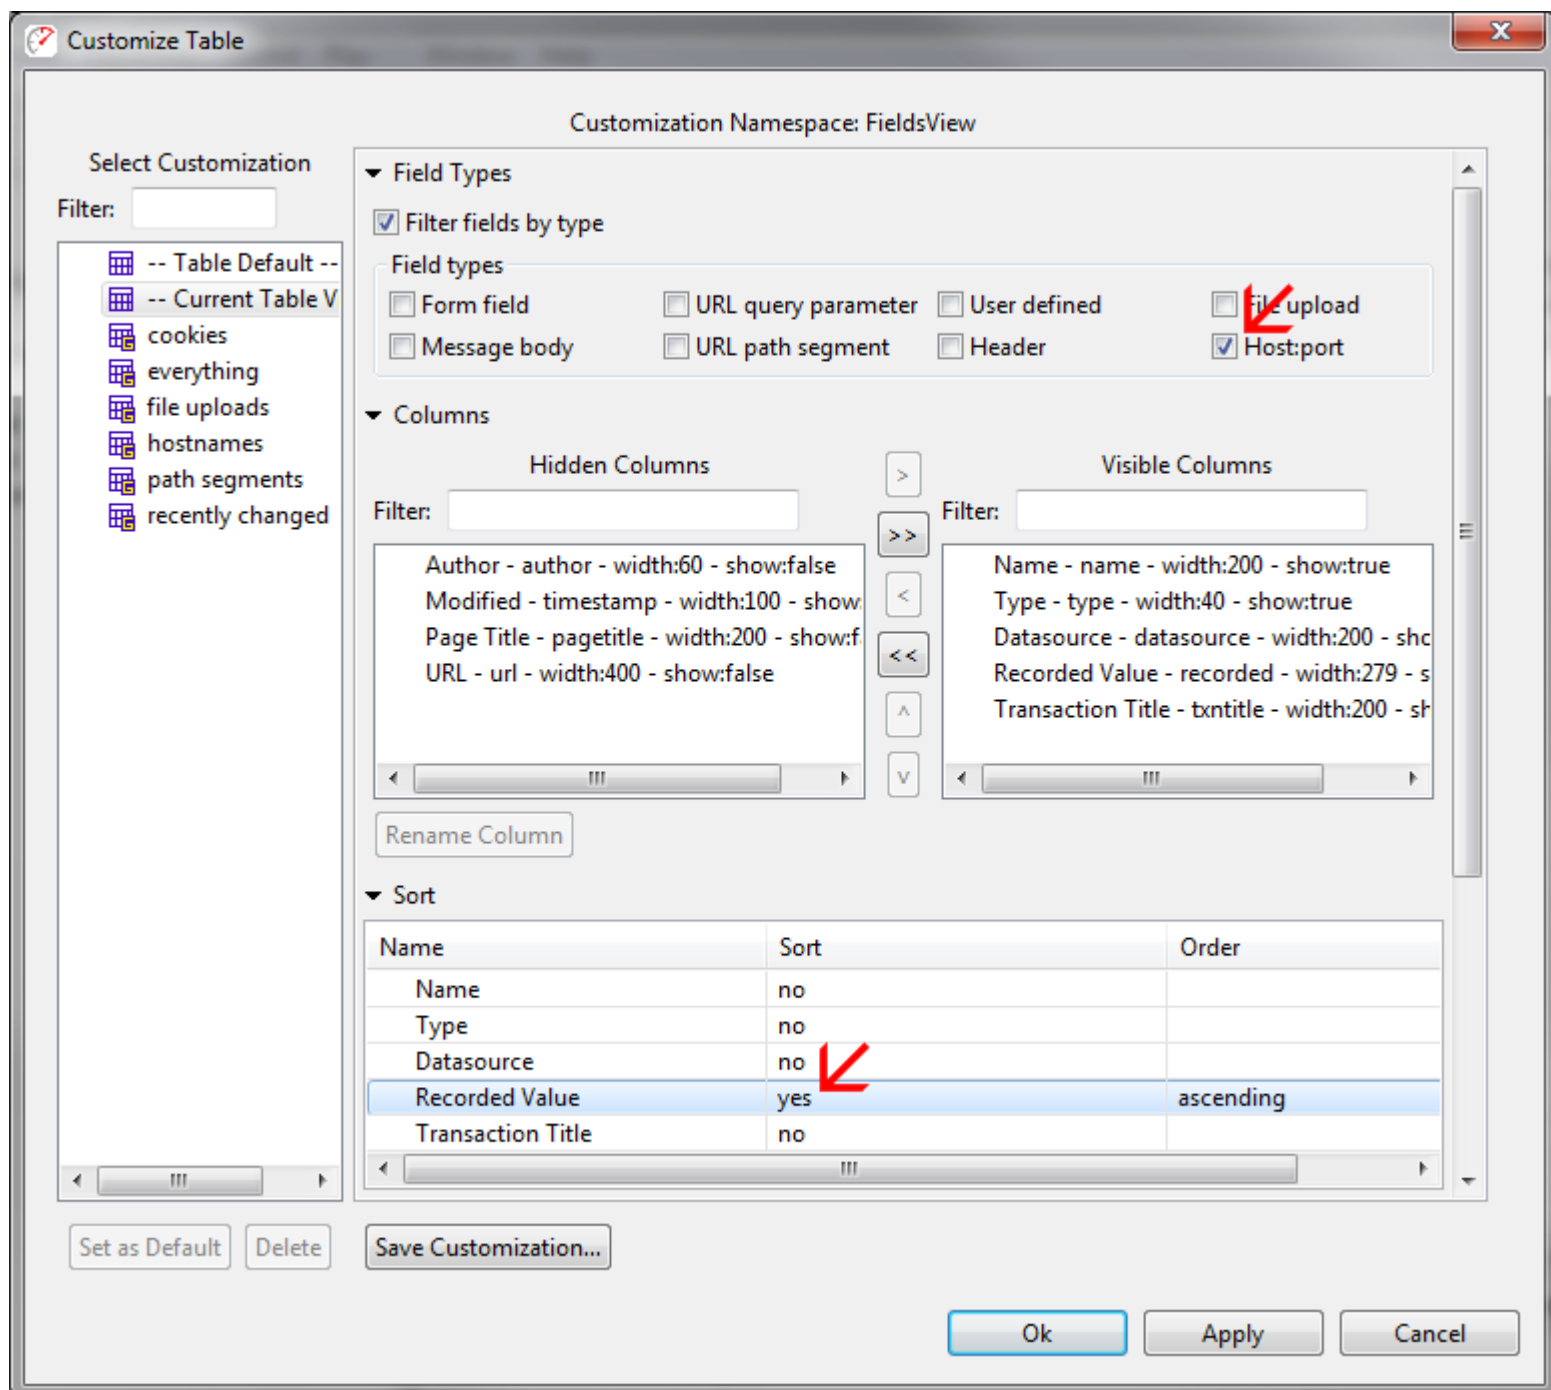 Customize Table
Customization Namespace: FieldsView
Select Customization
Filter:
-- Table Default --
-- Current Table V
cookies
everything
file uploads
hostnames
path segments
recently changed
Set as Default Delete
Field Types
Filter fields by type
Field types
Form field URL query parameter User defined File upload
Message body URL path segment Header Host:port
Columns
Hidden Columns
Filter:
Author - author - width:60 - show:false
Modified - timestamp - width:100 - show:
Page Title - pagetitle - width:200 - show:f
URL - url - width:400 - show:false
>
>>
<
<<
^
v
Visible Columns
Filter:
Name - name - width:200 - show:true
Type - type - width:40 - show:true
Datasource - datasource - width:200 - shc
Recorded Value - recorded - width:279 - s
Transaction Title - txntitle - width:200 - sh
Rename Column
Sort
Name Sort Order
Name no
Type no
Datasource no
Recorded Value yes ascending
Transaction Title no
Save Customization...
Ok Apply Cancel